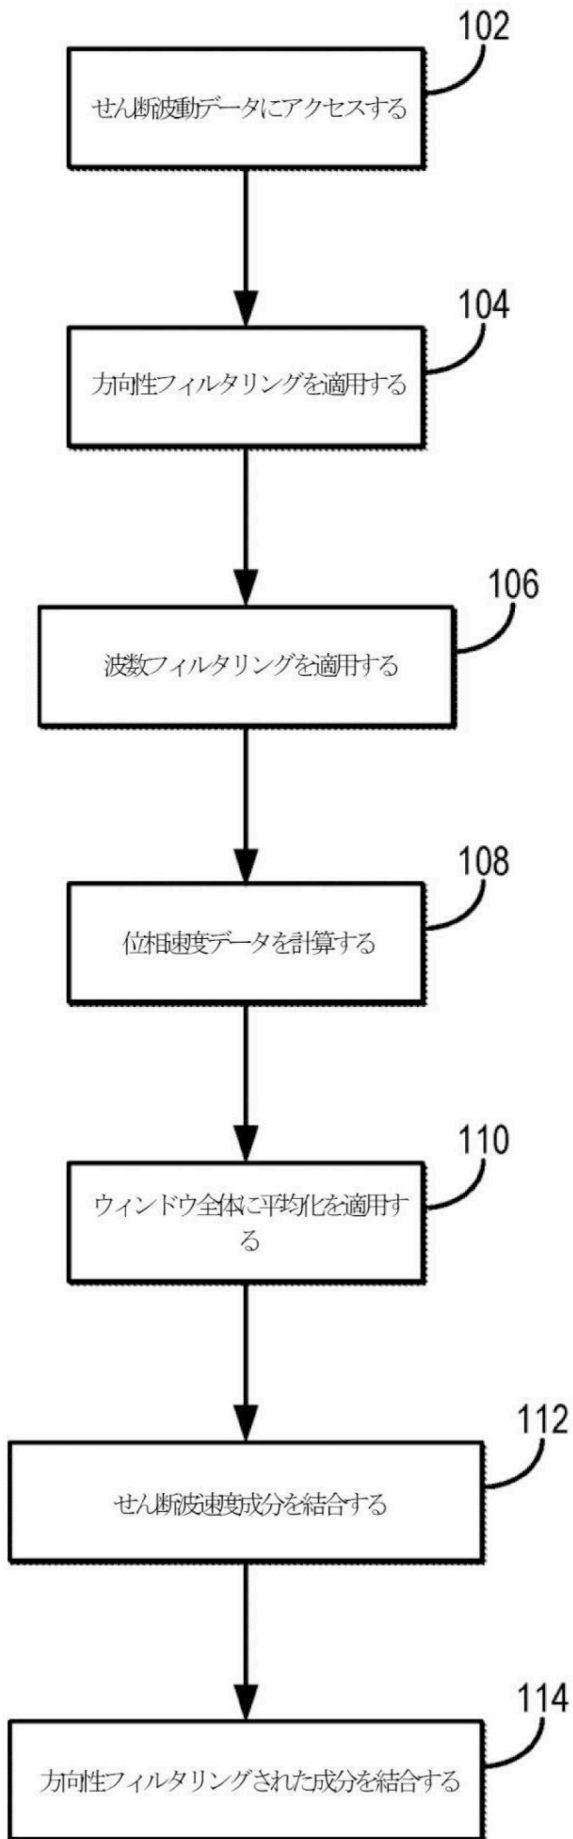 102
せん断波動データにアクセスする
104
方向性フィルタリングを適用する
106
波数フィルタリングを適用する
108
位相速度データを計算する
110
ウィンドウ全体に平均化を適用す
る
112
せん断波速度成分を結合する
114
方向性フィルタリングされた成分を結合する